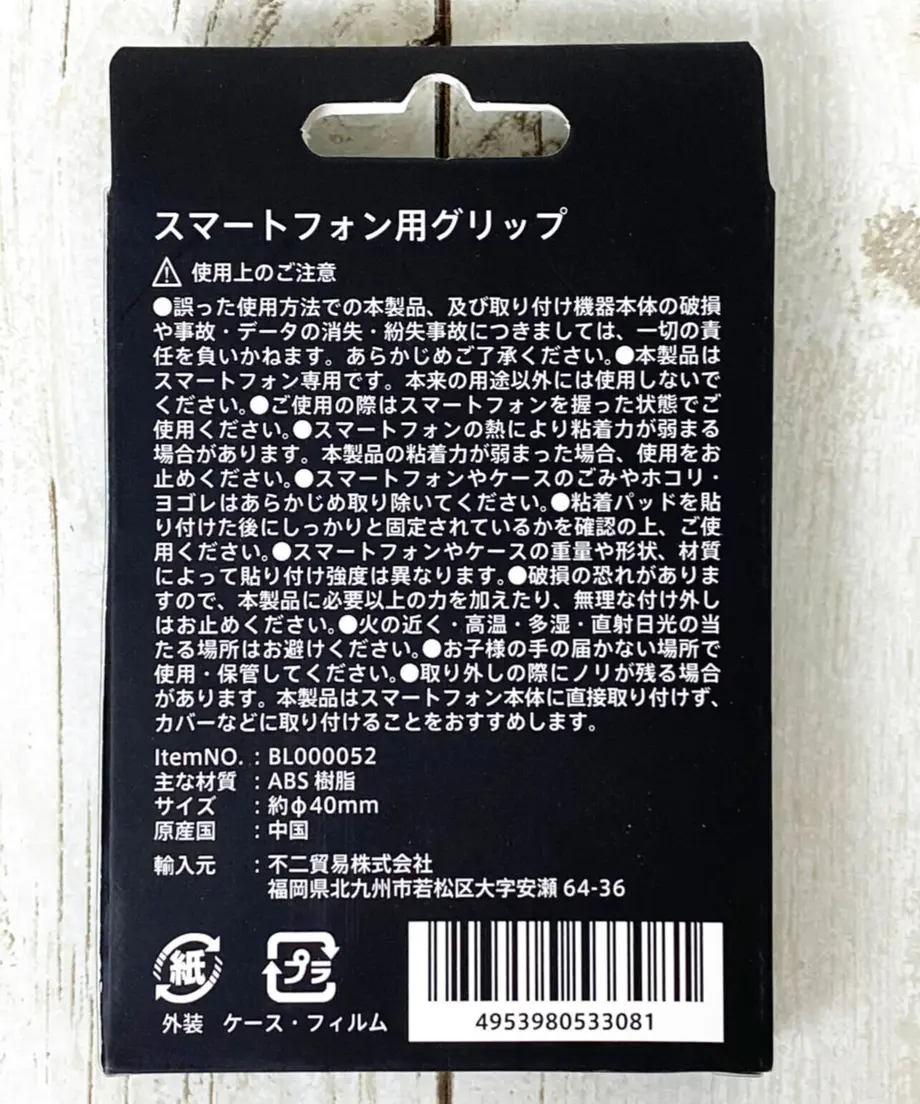 スマートフォン用グリップ
使用上のご注意
●誤った使用方法での本製品、及び取り付け機器本体の破損
や事故・データの消失・紛失事故につきましては、一切の責
任を負いかねます。あらかじめご了承ください。●本製品は
スマートフォン専用です。本来の用途以外には使用しないで
ください。●ご使用の際はスマートフォンを握った状態でご
使用ください。●スマートフォンの熱により粘着力が弱まる
場合があります。本製品の粘着力が弱まった場合、使用をお
止めください。●スマートフォンやケースのごみやホコリ・
ヨゴレはあらかじめ取り除いてください。●粘着パッドを貼
り付けた後にしっかりと固定されているかを確認の上、ご使
用ください。●スマートフォンやケースの重量や形状、材質
によって貼り付け強度は異なります。●破損の恐れがありま
すので、本製品に必要以上の力を加えたり、無理な付け外し
はお止めください。●火の近く・高温・多湿・直射日光の当
たる場所はお避けください。●お子様の手の届かない場所で
使用・保管してください。●取り外しの際にノリが残る場合
があります。本製品はスマートフォン本体に直接取り付けず、
カバーなどに取り付けることをおすすめします。
ItemNO. : BL000052
主な材質 : ABS 樹脂
サイズ : 約φ40mm
原産国 : 中国
輸入元 : 不二貿易株式会社
福岡県北九州市若松区大字安瀬 64-36
紙 プラ
外装 ケース・フィルム
4953980533081